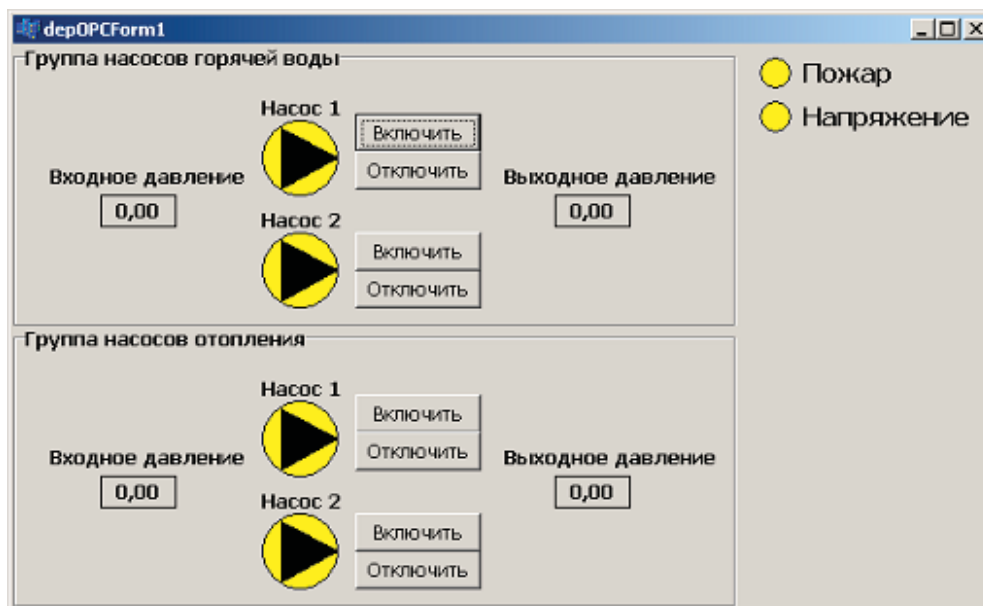 depOPCForm1
Группа насосов горячей воды
Насос 1
Включить
Отключить
Входное давление
0,00
Выходное давление
0,00
Насос 2
Включить
Отключить
Группа насосов отопления
Насос 1
Включить
Отключить
Входное давление
0,00
Выходное давление
0,00
Насос 2
Включить
Отключить
Пожар
Напряжение